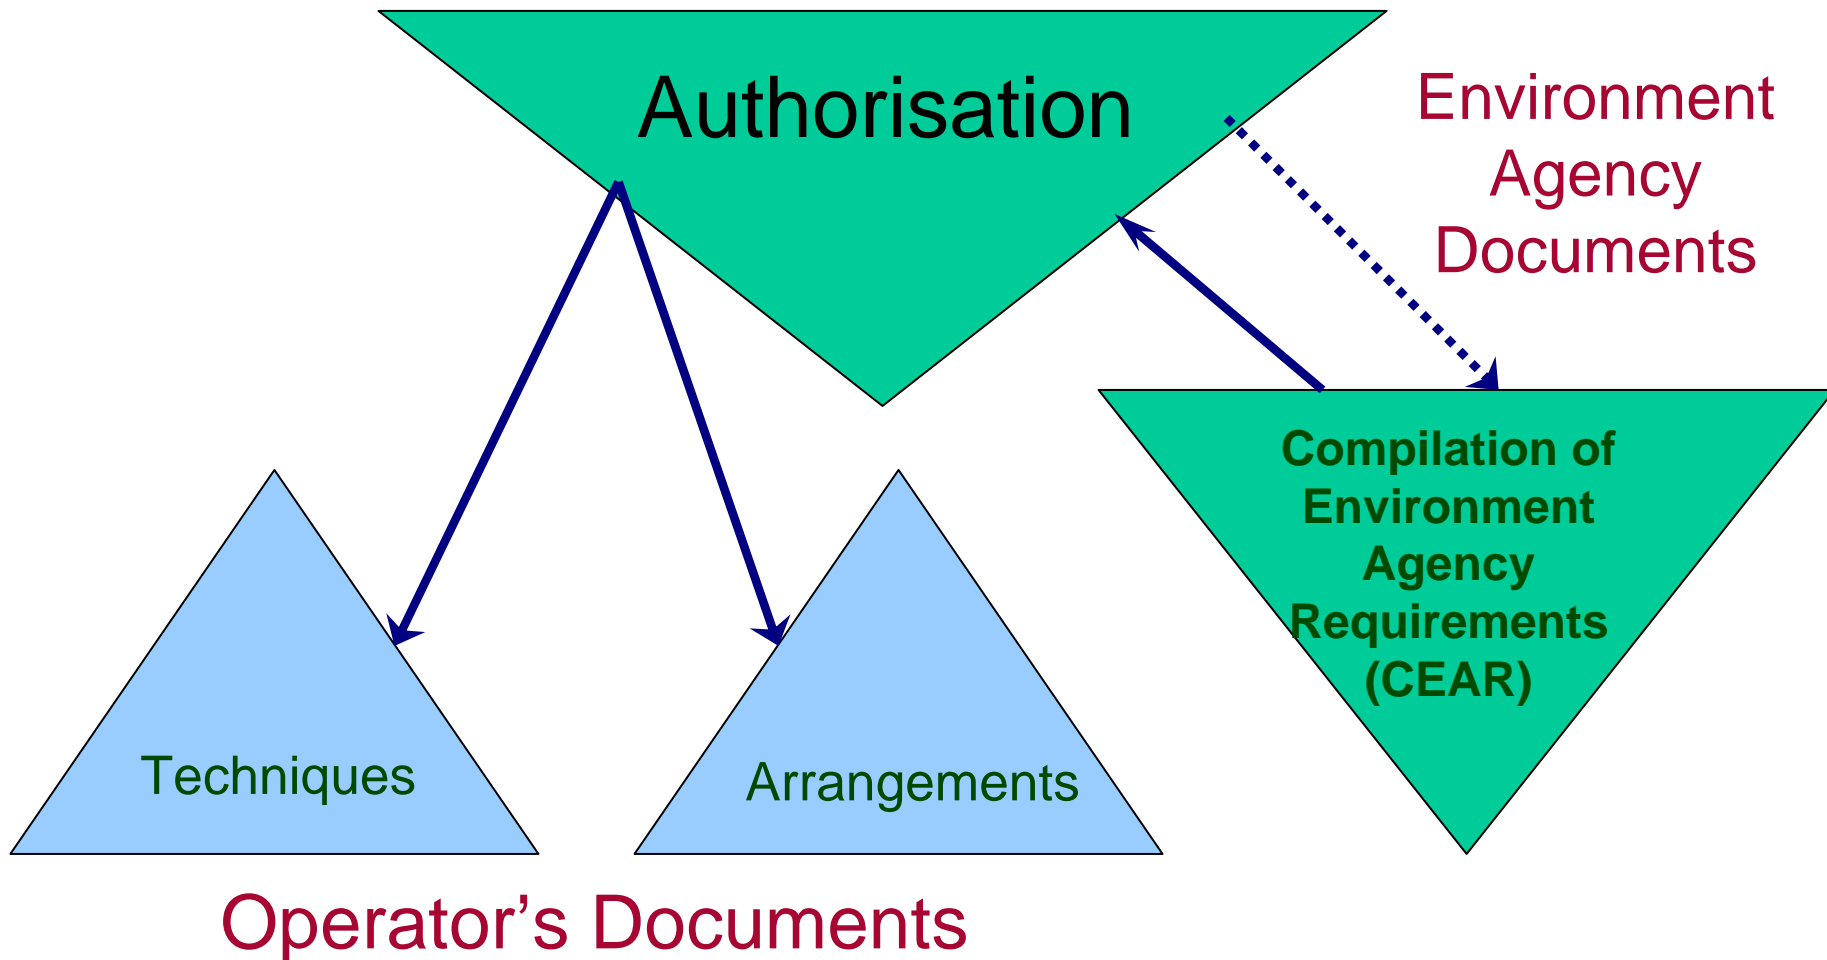 Authorisation
Environment
Agency
Documents
Compilation of
Environment
Agency
Requirements
(CEAR)
Techniques
Arrangements
Operator’s Documents